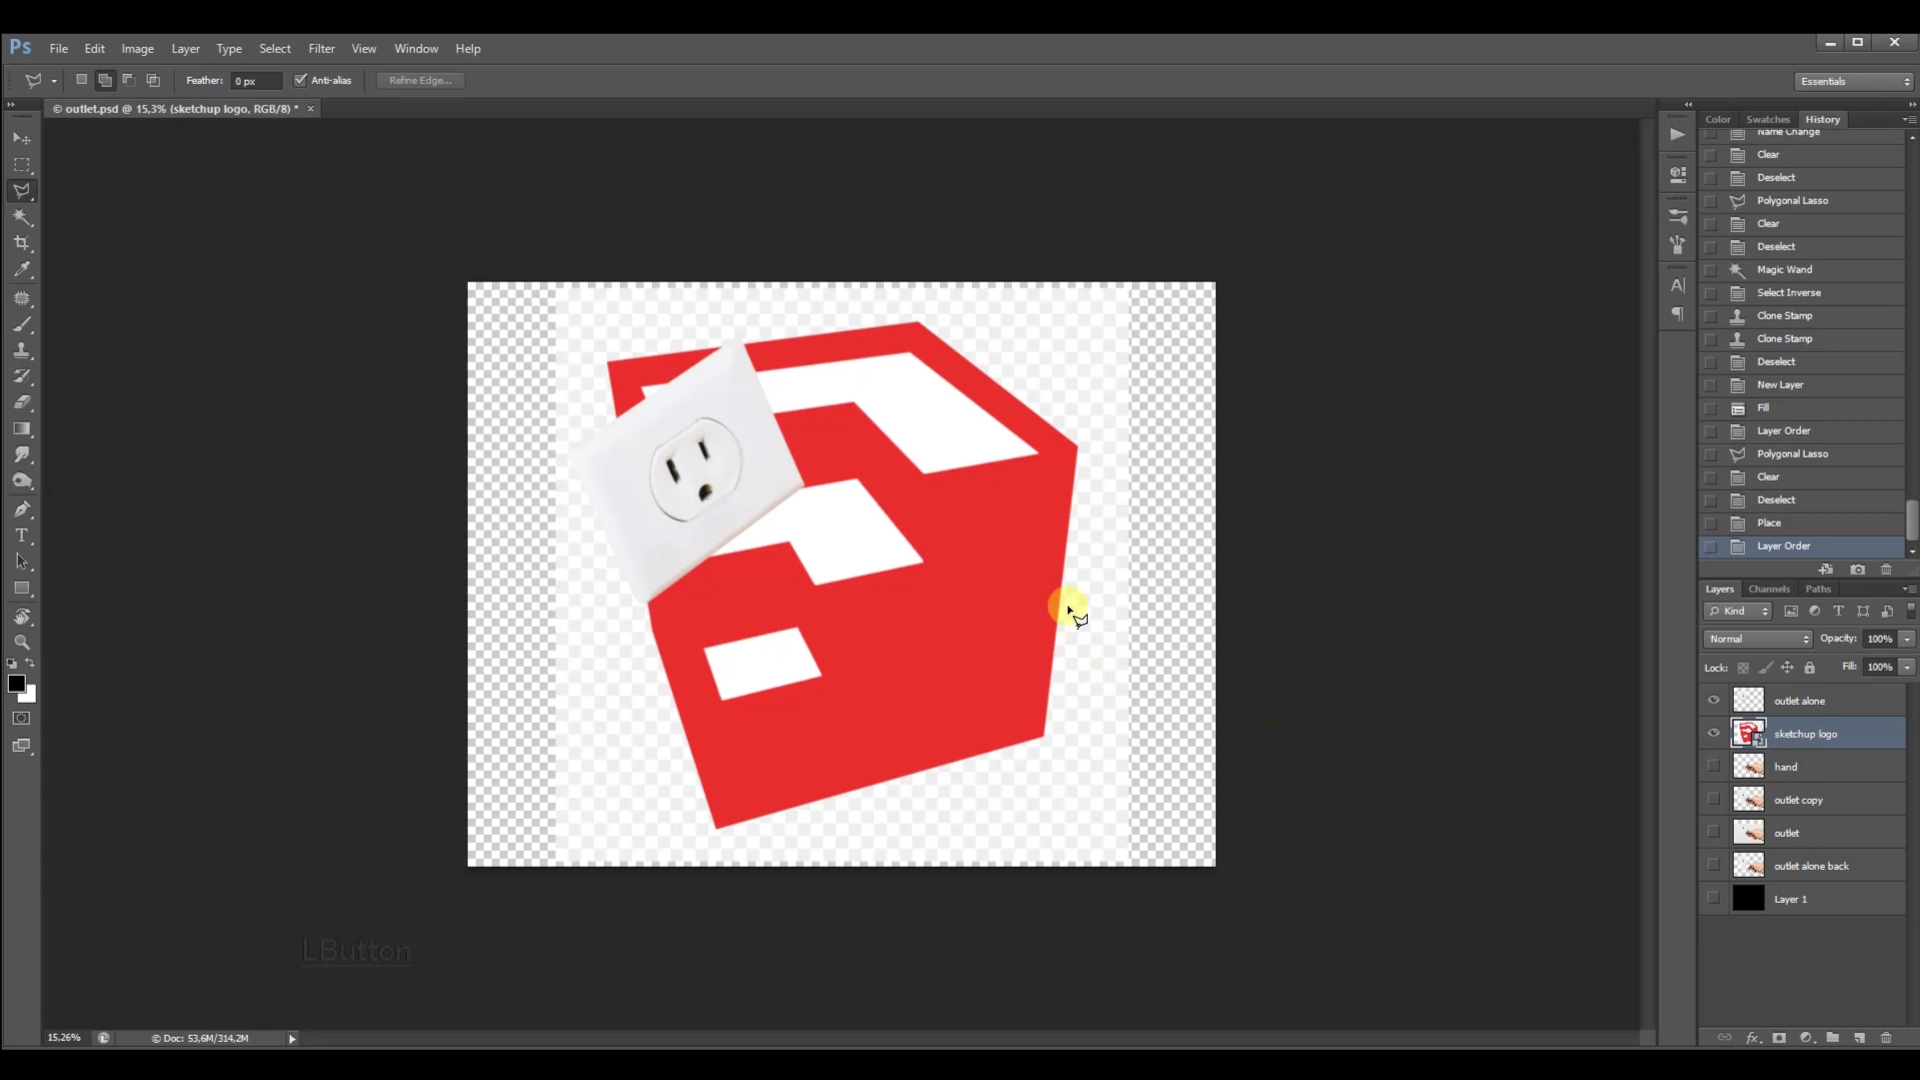 Ps File Edit Image Layer Type Select Filter View Window Help
Feather: 0 px Anti-alias Refine Edge... Essentials
© outlet.psd @ 15,3% (sketchup logo, RGB/8) * ×
Color Swatches History
Name Change
Clear
Deselect
Polygonal Lasso
Clear
Deselect
Magic Wand
Select Inverse
Clone Stamp
Clone Stamp
Deselect
New Layer
Fill
Layer Order
Polygonal Lasso
Clear
Deselect
Place
Layer Order
Layers Channels Paths
Kind
Normal Opacity: 100%
Lock: Fill: 100%
outlet alone
sketchup logo
hand
outlet copy
outlet
outlet alone back
Layer 1
LButton
15,26% © Doc: 53,6M/314,2M